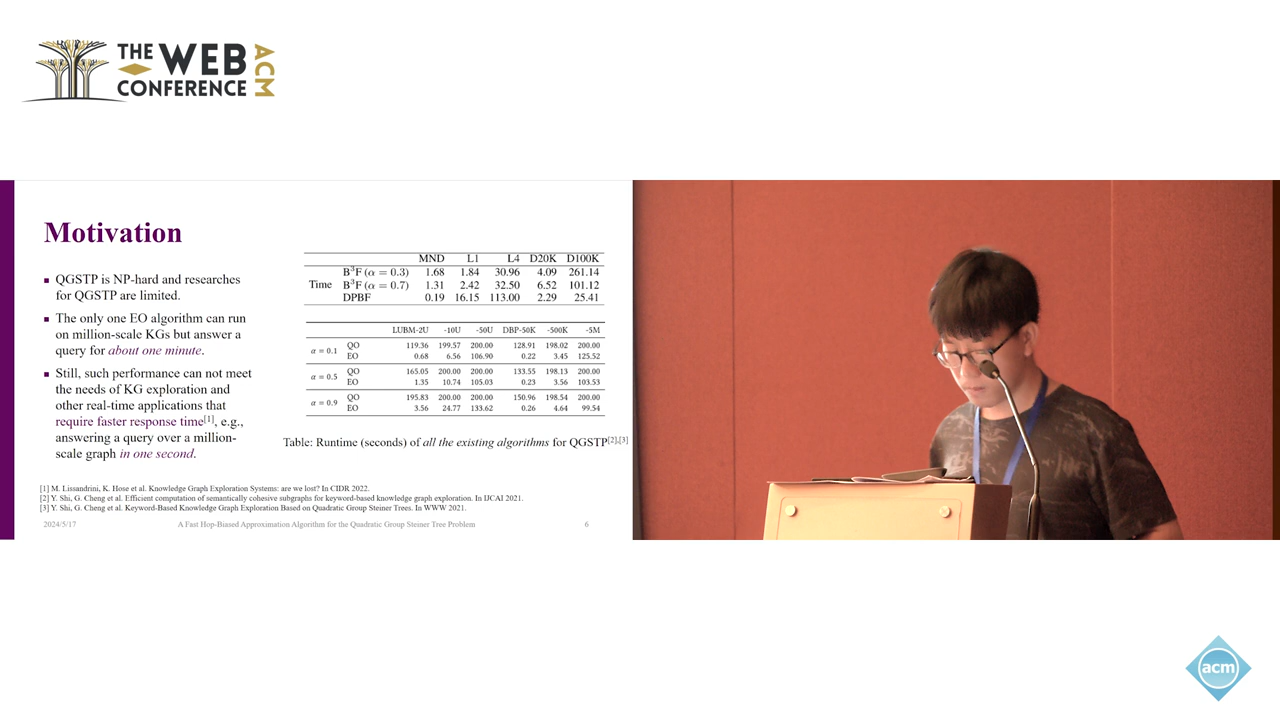 THE WEB
CONFERENCE
ACM
Motivation
▪ QGSTP is NP-hard and researches
for QGSTP are limited.
▪ The only one EO algorithm can run
on million-scale KGs but answer a
query for about one minute.
▪ Still, such performance can not meet
the needs of KG exploration and
other real-time applications that
require faster response time[1], e.g.,
answering a query over a million-
scale graph in one second.
MND L1 L4 D20K D100K
B³F (α = 0.3) 1.68 1.84 30.96 4.09 261.14
Time B³F (α = 0.7) 1.31 2.42 32.50 6.52 101.12
DPBF 0.19 16.15 113.00 2.29 25.41
LUBM-2U -10U -50U DBP-50K -500K -5M
α = 0.1 QO 119.36 199.57 200.00 128.91 198.02 200.00
EO 0.68 6.56 106.90 0.22 3.45 125.52
α = 0.5 QO 165.05 200.00 200.00 133.55 198.13 200.00
EO 1.35 10.74 105.03 0.23 3.56 103.53
α = 0.9 QO 195.83 200.00 200.00 150.96 198.54 200.00
EO 3.56 24.77 133.62 0.26 4.64 99.54
Table: Runtime (seconds) of all the existing algorithms for QGSTP[2],[3]
[1] M. Lissandrini, K. Hose et al. Knowledge Graph Exploration Systems: are we lost? In CIDR 2022.
[2] Y. Shi, G. Cheng et al. Efficient computation of semantically cohesive subgraphs for keyword-based knowledge graph exploration. In IJCAI 2021.
[3] Y. Shi, G. Cheng et al. Keyword-Based Knowledge Graph Exploration Based on Quadratic Group Steiner Trees. In WWW 2021.
2024/5/17 A Fast Hop-Biased Approximation Algorithm for the Quadratic Group Steiner Tree Problem 6
acm